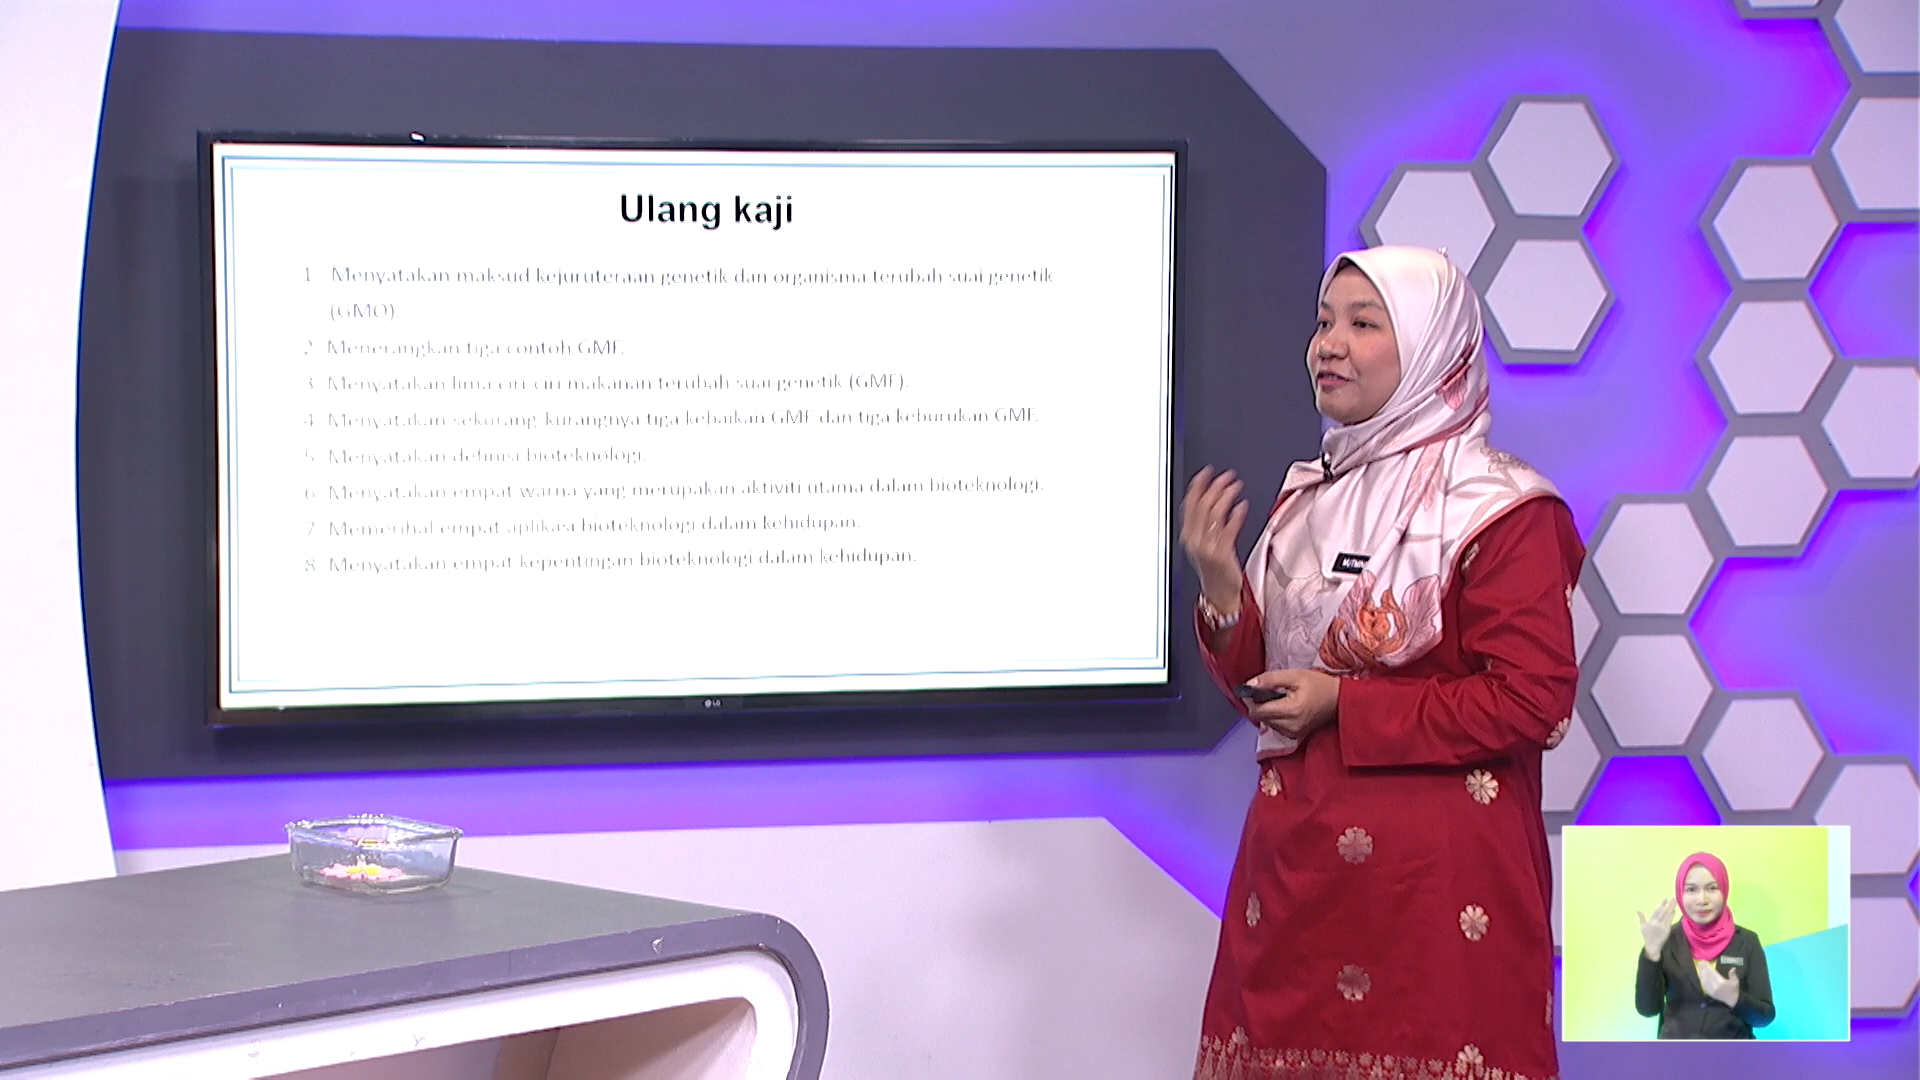 Ulang kaji
1. Menyatakan maksud kejuruteraan genetik dan organisma terubah suai genetik
(GMO).
2. Menerangkan tiga contoh GMF.
3. Menyatakan lima ciri-ciri makanan terubah suai genetik (GMF).
4. Menyatakan sekurang-kurangnya tiga kebaikan GMF dan tiga keburukan GMF.
5. Menyatakan definisi bioteknologi.
6. Menyatakan empat warna yang merupakan aktiviti utama dalam bioteknologi.
7. Memerihal empat aplikasi bioteknologi dalam kehidupan.
8. Menyatakan empat kepentingan bioteknologi dalam kehidupan.
LG